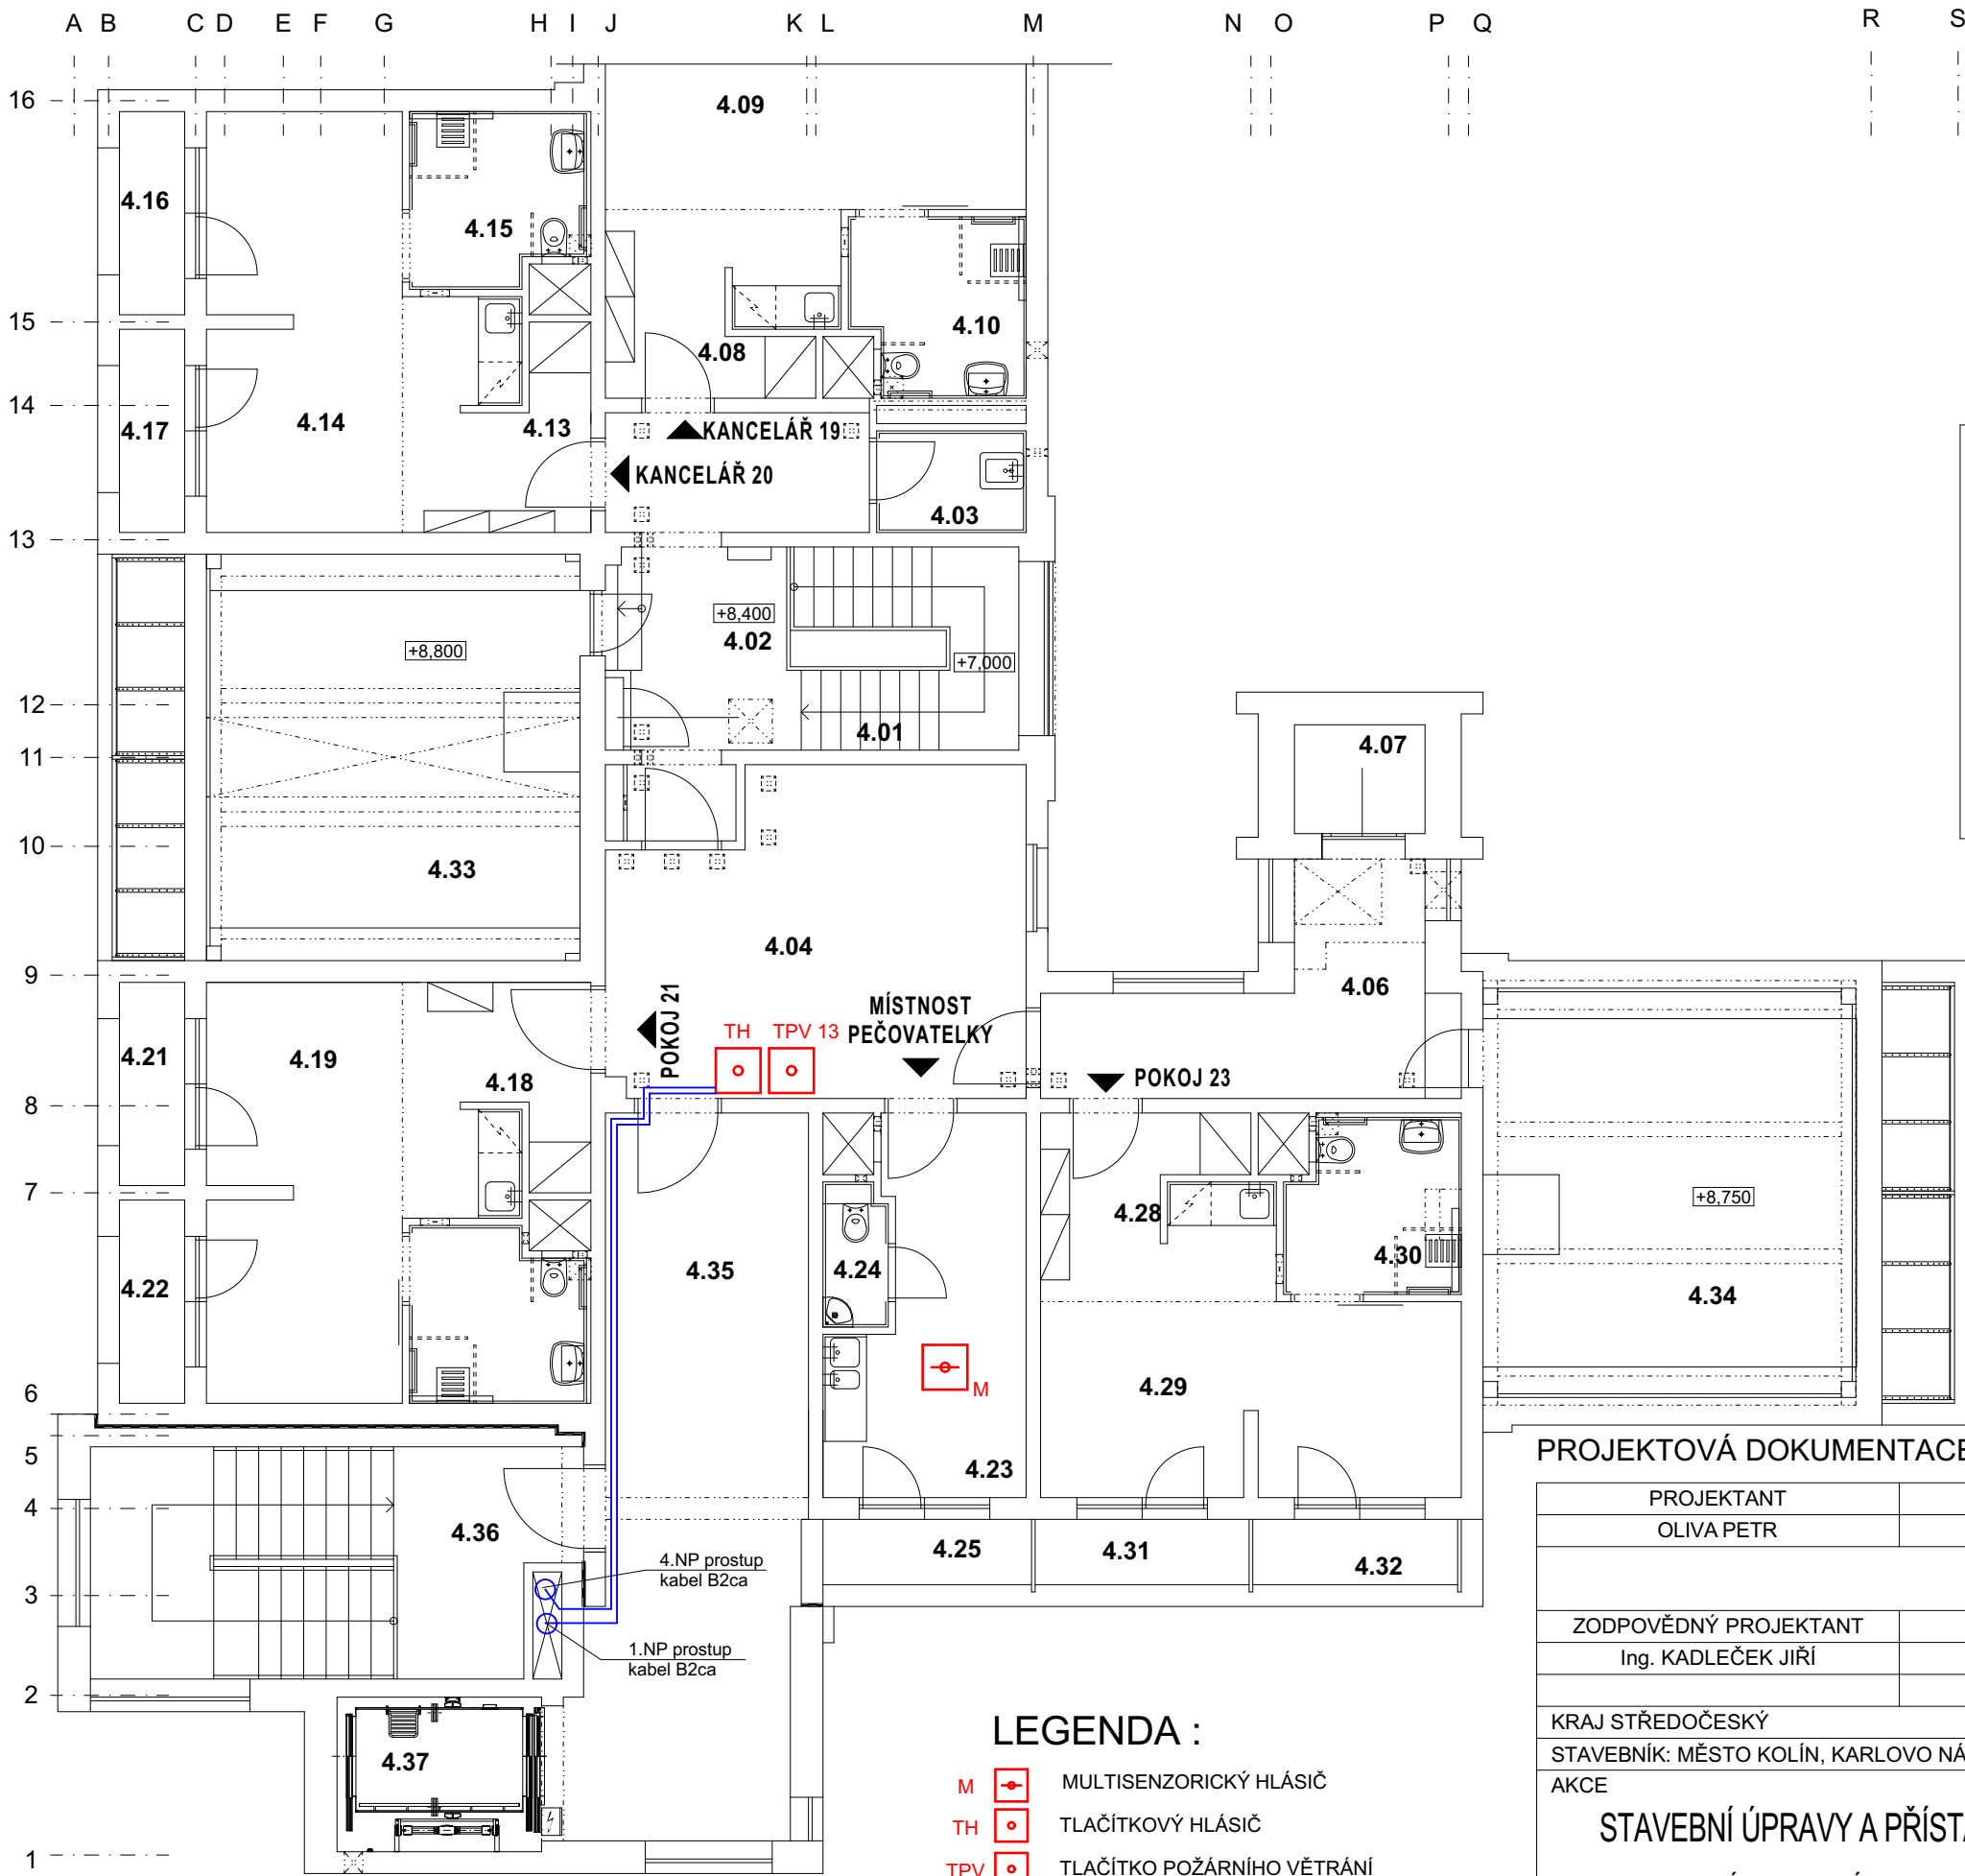 A B C D E F G H I J K L M N O P Q R S
16
4.09
4.16
4.15
15
4.10
4.08
14
4.17
4.14
4.13
KANCELÁŘ 19
KANCELÁŘ 20
4.03
13
+8,400
4.02
+8,800
+7,000
12
4.01
11
4.07
10
4.33
4.04
9
4.06
POKOJ 21
MÍSTNOST
PEČOVATELKY
TH
TPV 13
4.21
4.19
4.18
POKOJ 23
8
7
+8,750
4.28
4.30
4.22
4.35
4.24
4.34
6
4.29
M
5
4.23
4
4.36
4.25
4.31
4.32
4.NP prostup
kabel B2ca
3
1.NP prostup
kabel B2ca
2
4.37
1
LEGENDA :
M MULTISENZORICKÝ HLÁSIČ
TH TLAČÍTKOVÝ HLÁSIČ
TPV TLAČÍTKO POŽÁRNÍHO VĚTRÁNÍ
PROJEKTOVÁ DOKUMENTACE
PROJEKTANT
OLIVA PETR
ZODPOVĚDNÝ PROJEKTANT
Ing. KADLEČEK JIŘÍ
KRAJ STŘEDOČESKÝ
STAVEBNÍK: MĚSTO KOLÍN, KARLOVO NÁ
AKCE
STAVEBNÍ ÚPRAVY A PŘÍSTA